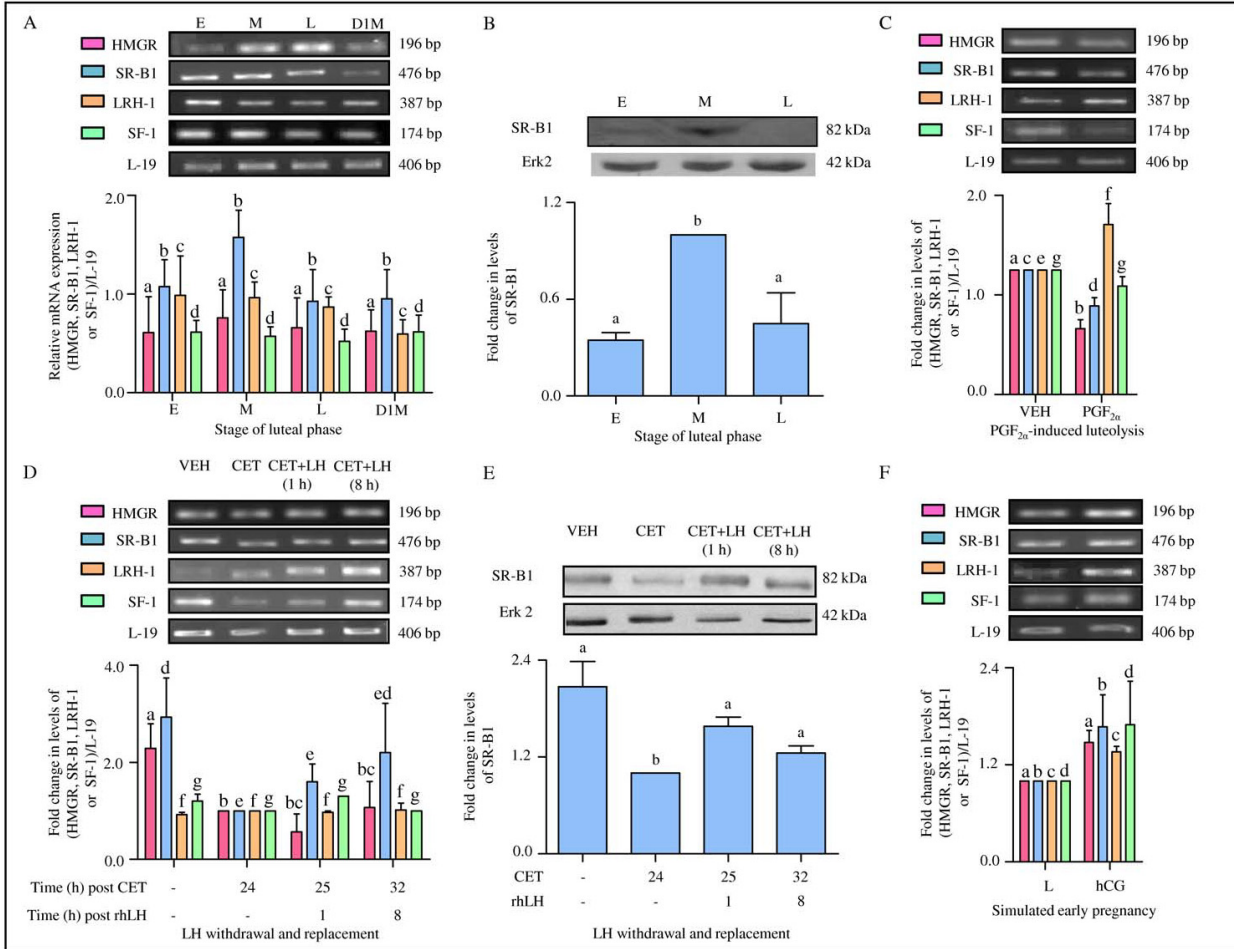 A
E M L D1M
HMGR 196 bp
SR-B1 476 bp
LRH-1 387 bp
SF-1 174 bp
L-19 406 bp
Relative mRNA expression
(HMGR, SR-B1, LRH-1
or SF-1)/L-19
2.0
1.0
0.0
a b c d
a b c d
a b c d
a b c d
E M L D1M
Stage of luteal phase
B
E M L
SR-B1 82 kDa
Erk2 42 kDa
Fold change in levels
of SR-B1
1.2
0.6
0.0
a b a
E M L
Stage of luteal phase
C
HMGR 196 bp
SR-B1 476 bp
LRH-1 387 bp
SF-1 174 bp
L-19 406 bp
Fold change in levels of
(HMGR, SR-B1, LRH-1
or SF-1)/L-19
2.0
1.0
0.0
a c e g
b d f g
VEH PGF2α
PGF2α-induced luteolysis
D
VEH CET CET+LH CET+LH
(1 h) (8 h)
HMGR 196 bp
SR-B1 476 bp
LRH-1 387 bp
SF-1 174 bp
L-19 406 bp
Fold change in levels of
(HMGR, SR-B1, LRH-1
or SF-1)/L-19
4.0
2.0
0.0
a d f g
b e f g
bc e f g
bc ed f g
Time (h) post CET - 24 25 32
Time (h) post rhLH - - 1 8
LH withdrawal and replacement
E
VEH CET CET+LH CET+LH
(1 h) (8 h)
SR-B1 82 kDa
Erk 2 42 kDa
Fold change in levels
of SR-B1
2.4
1.2
0.0
a b a a
CET - 24 25 32
rhLH - - 1 8
LH withdrawal and replacement
F
HMGR 196 bp
SR-B1 476 bp
LRH-1 387 bp
SF-1 174 bp
L-19 406 bp
Fold change in levels of
(HMGR, SR-B1, LRH-1
or SF-1)/L-19
2.4
1.2
0.0
a b c d
a b c d
L hCG
Simulated early pregnancy